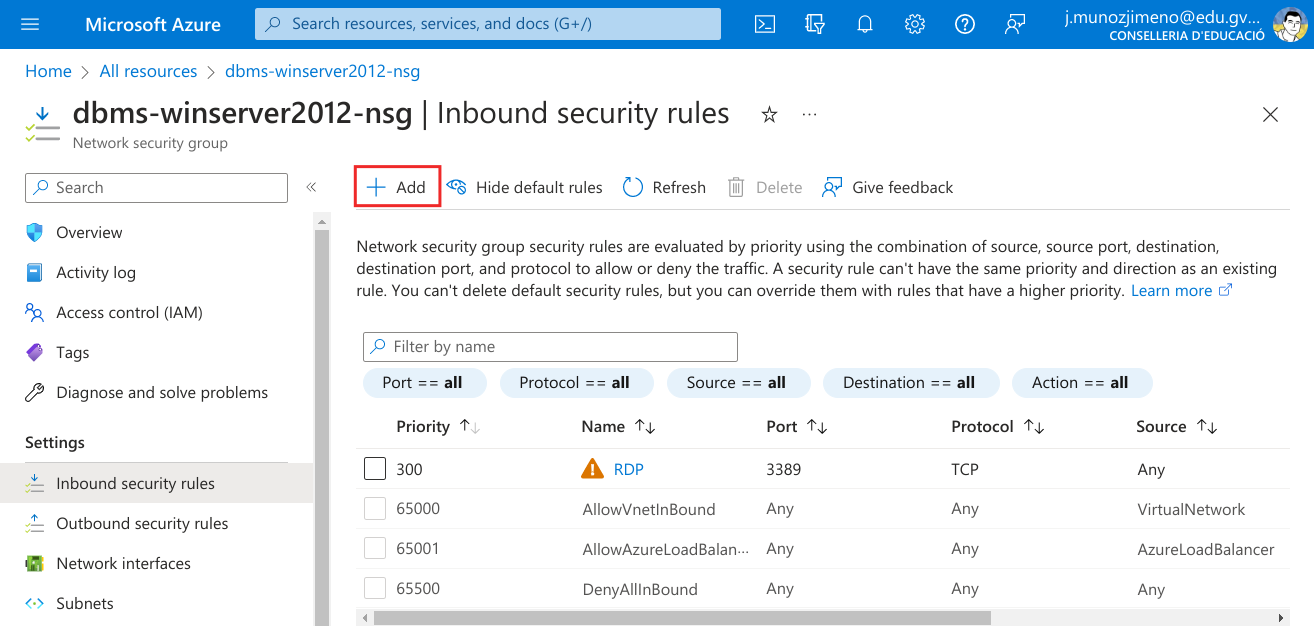 Microsoft Azure
Search resources, services, and docs (G+/)
j.munozjimeno@edu.gv...
CONSELLERIA D'EDUCACIÓ
Home > All resources > dbms-winserver2012-nsg
dbms-winserver2012-nsg | Inbound security rules ...
Network security group
Search
«
Add
Hide default rules
Refresh
Delete
Give feedback
Overview
Activity log
Access control (IAM)
Tags
Diagnose and solve problems
Settings
Inbound security rules
Outbound security rules
Network interfaces
Subnets
Network security group security rules are evaluated by priority using the combination of source, source port, destination,
destination port, and protocol to allow or deny the traffic. A security rule can't have the same priority and direction as an existing
rule. You can't delete default security rules, but you can override them with rules that have a higher priority. Learn more
Filter by name
Port == all Protocol == all Source == all Destination == all Action == all
Priority ↑↓ Name ↑↓ Port ↑↓ Protocol ↑↓ Source ↑↓
300 RDP 3389 TCP Any
65000 AllowVnetInBound Any Any VirtualNetwork
65001 AllowAzureLoadBalan... Any Any AzureLoadBalancer
65500 DenyAllInBound Any Any Any